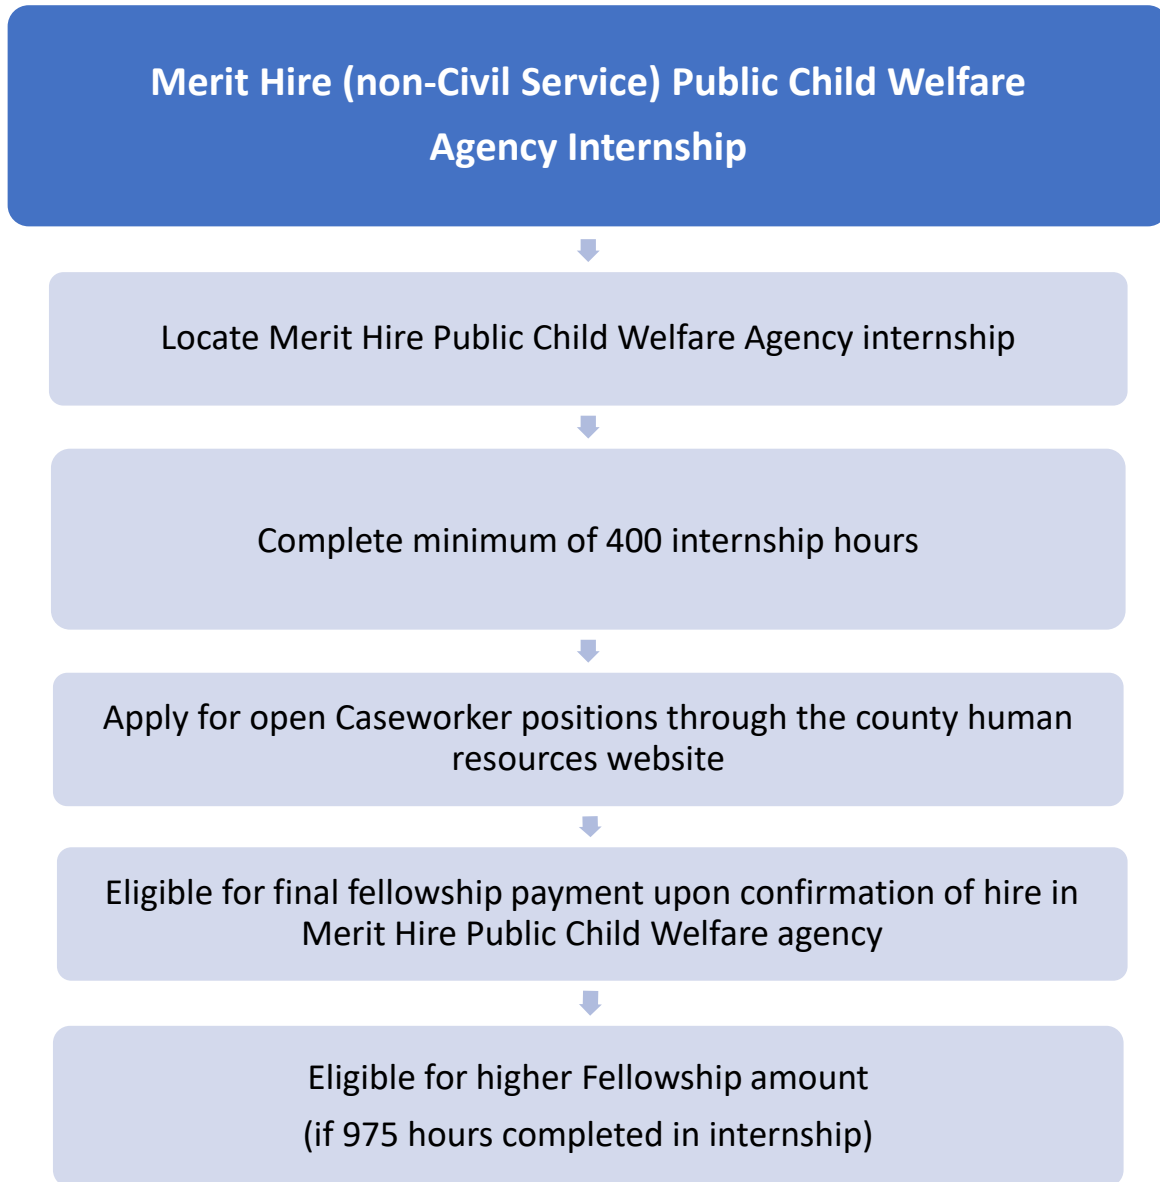 Merit Hire (non-Civil Service) Public Child Welfare
Agency Internship
Locate Merit Hire Public Child Welfare Agency internship
Complete minimum of 400 internship hours
Apply for open Caseworker positions through the county human
resources website
Eligible for final fellowship payment upon confirmation of hire in
Merit Hire Public Child Welfare agency
Eligible for higher Fellowship amount
(if 975 hours completed in internship)